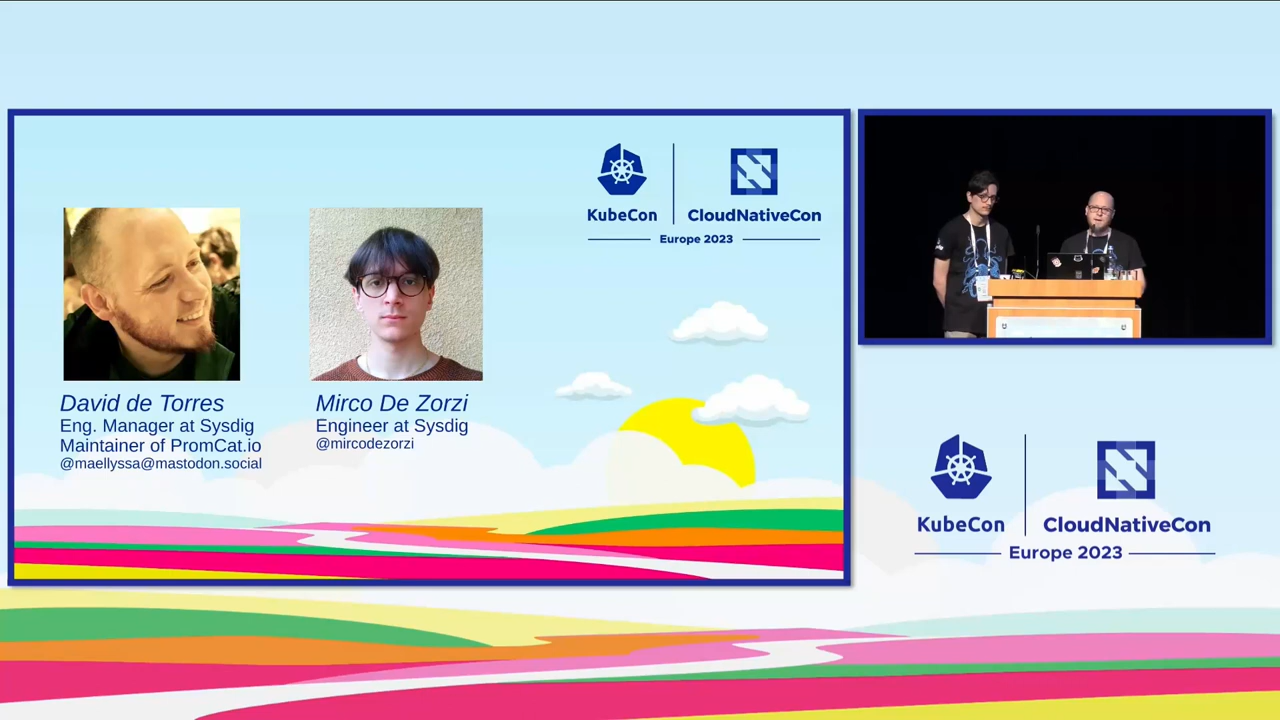 KubeCon
CloudNativeCon
Europe 2023
David de Torres
Eng. Manager at Sysdig
Maintainer of PromCat.io
@maellyssa@mastodon.social
Mirco De Zorzi
Engineer at Sysdig
@mircodezorzi
KubeCon
CloudNativeCon
Europe 2023